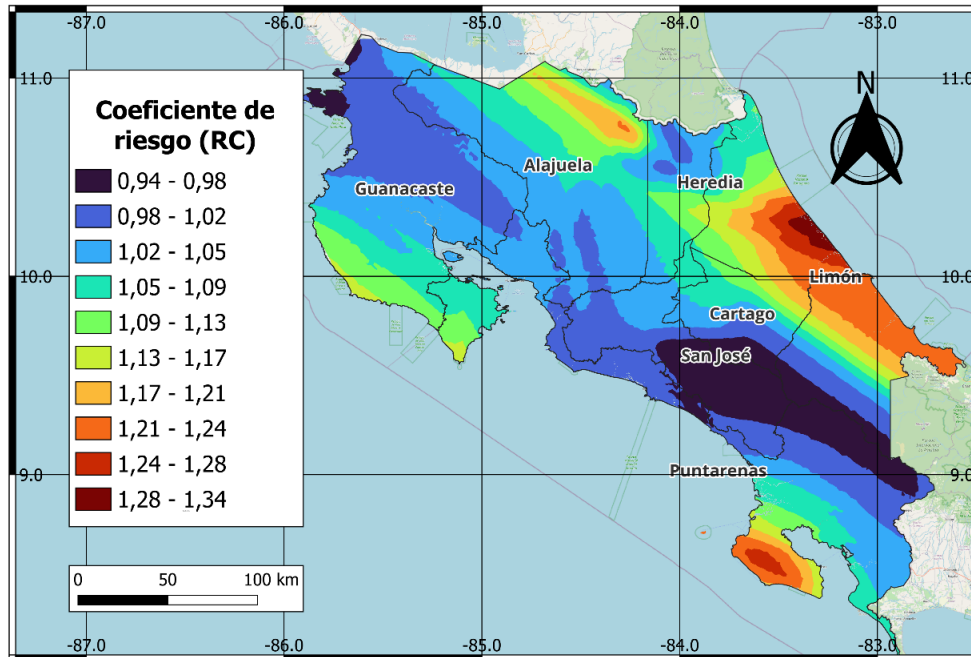 -87.0
-86.0
-85.0
-84.0
-83.0
11.0
11.0
N
Coeficiente de
riesgo (RC)
0,94 - 0,98
0,98 - 1,02
1,02 - 1,05
1,05 - 1,09
1,09 - 1,13
1,13 - 1,17
1,17 - 1,21
1,21 - 1,24
1,24 - 1,28
1,28 - 1,34
Alajuela
Heredia
Guanacaste
10.0
10.0
Limón
Cartago
San José
Puntarenas
9.0
9.0
0
50
100 km
-87.0
-86.0
-85.0
-84.0
-83.0